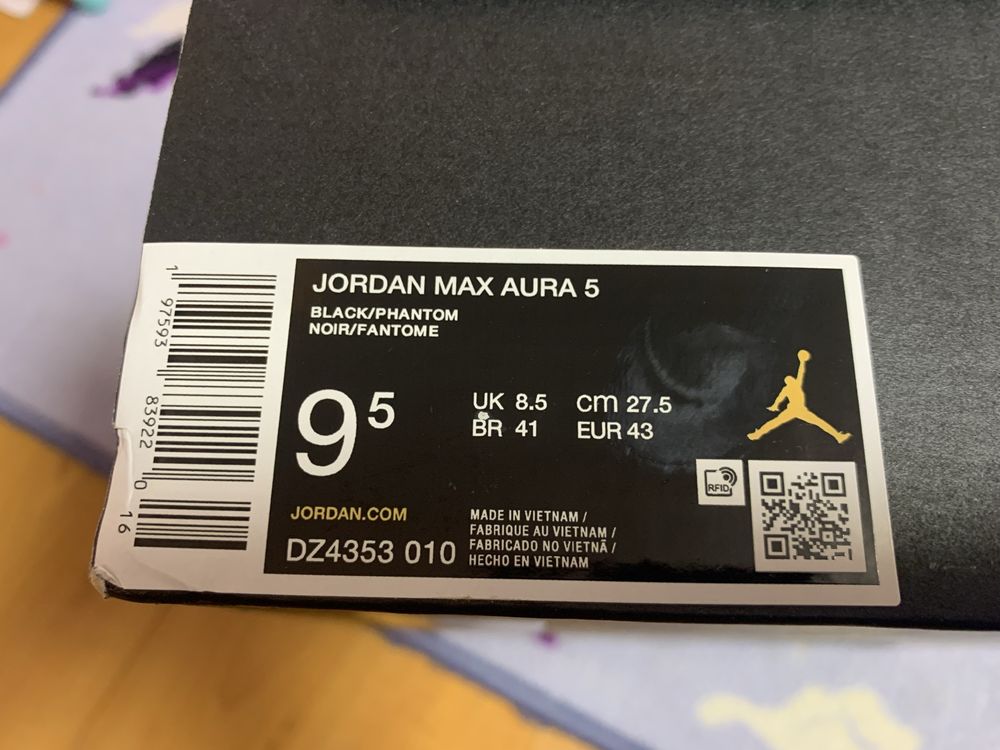 JORDAN MAX AURA 5
BLACK/PHANTOM
NOIR/FANTOME
9 5
UK 8.5 cm 27.5
BR 41 EUR 43
RFID
JORDAN.COM
DZ4353 010
MADE IN VIETNAM /
FABRIQUE AU VIETNAM /
FABRICADO NO VIETNÃ /
HECHO EN VIETNAM
1 97593 83922 0 16